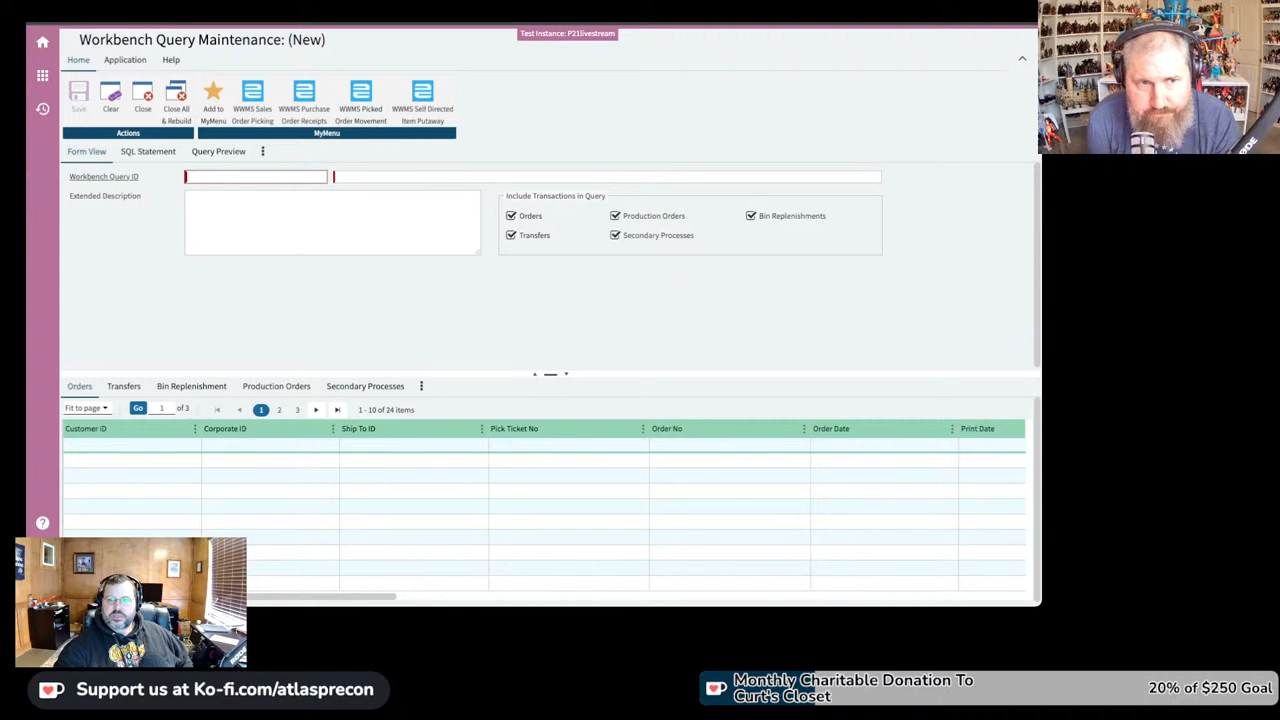 Test Instance: P21livestream
Workbench Query Maintenance: (New)
Home Application Help
Save Clear Close Close All & Rebuild Add to MyMenu WWMS Sales Order Picking WWMS Purchase Order Receipts WWMS Picked Order Movement WWMS Self Directed Item Putaway
Actions MyMenu
Form View SQL Statement Query Preview
Workbench Query ID
Extended Description
Include Transactions in Query
Orders Production Orders Bin Replenishments
Transfers Secondary Processes
Orders Transfers Bin Replenishment Production Orders Secondary Processes
Fit to page Go 1 of 3 1 2 3 1 - 10 of 24 items
Customer ID Corporate ID Ship To ID Pick Ticket No Order No Order Date Print Date
Support us at Ko-fi.com/atlasprecon
Monthly Charitable Donation To
Curt's Closet
20% of $250 Goal